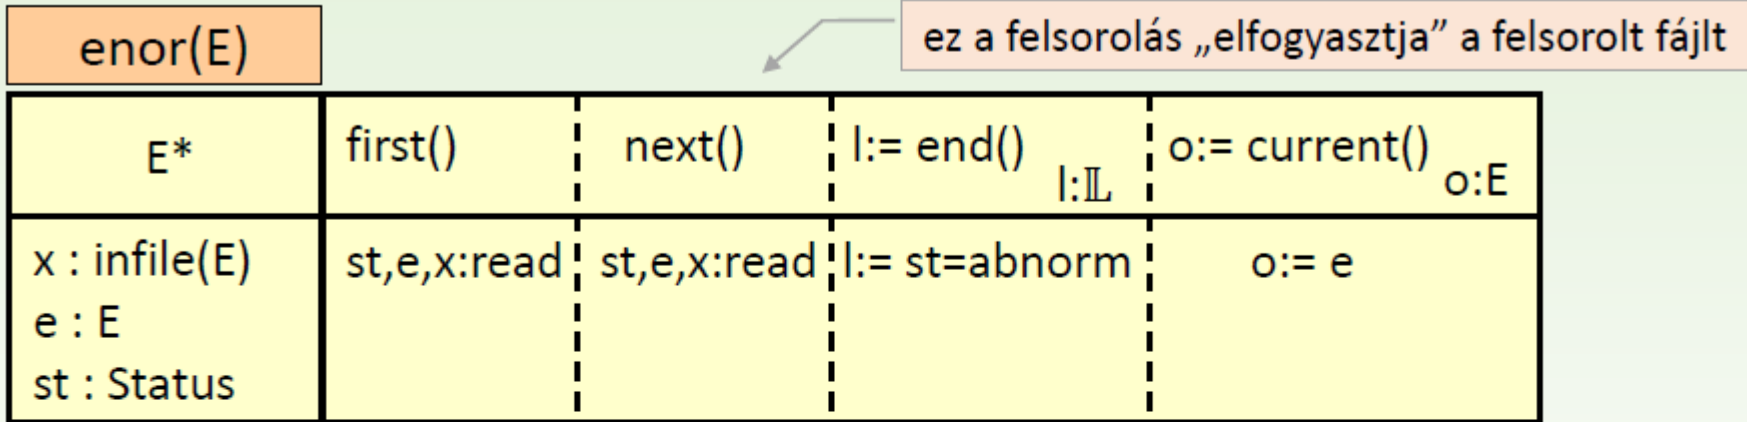 enor(E)
ez a felsorolás „elfogyasztja” a felsorolt fájlt
E*
first()
next()
l:= end()
l:𝕃
o:= current()
o:E
x : infile(E)
e : E
st : Status
st,e,x:read
st,e,x:read
l:= st=abnorm
o:= e